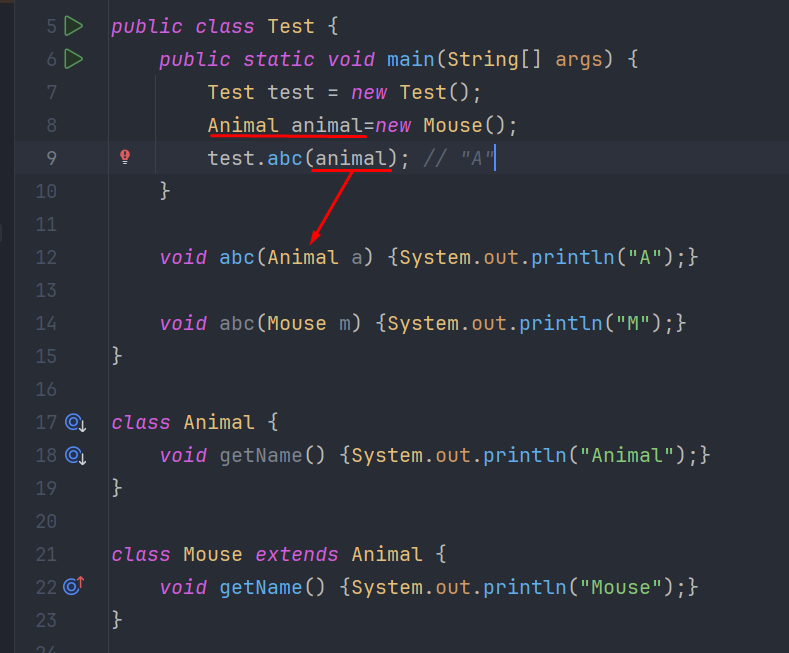 5 public class Test {
6 public static void main(String[] args) {
7 Test test = new Test();
8 Animal animal=new Mouse();
9 test.abc(animal); // "A"
10 }
11
12 void abc(Animal a) {System.out.println("A");}
13
14 void abc(Mouse m) {System.out.println("M");}
15 }
16
17 class Animal {
18 void getName() {System.out.println("Animal");}
19 }
20
21 class Mouse extends Animal {
22 void getName() {System.out.println("Mouse");}
23 }
24